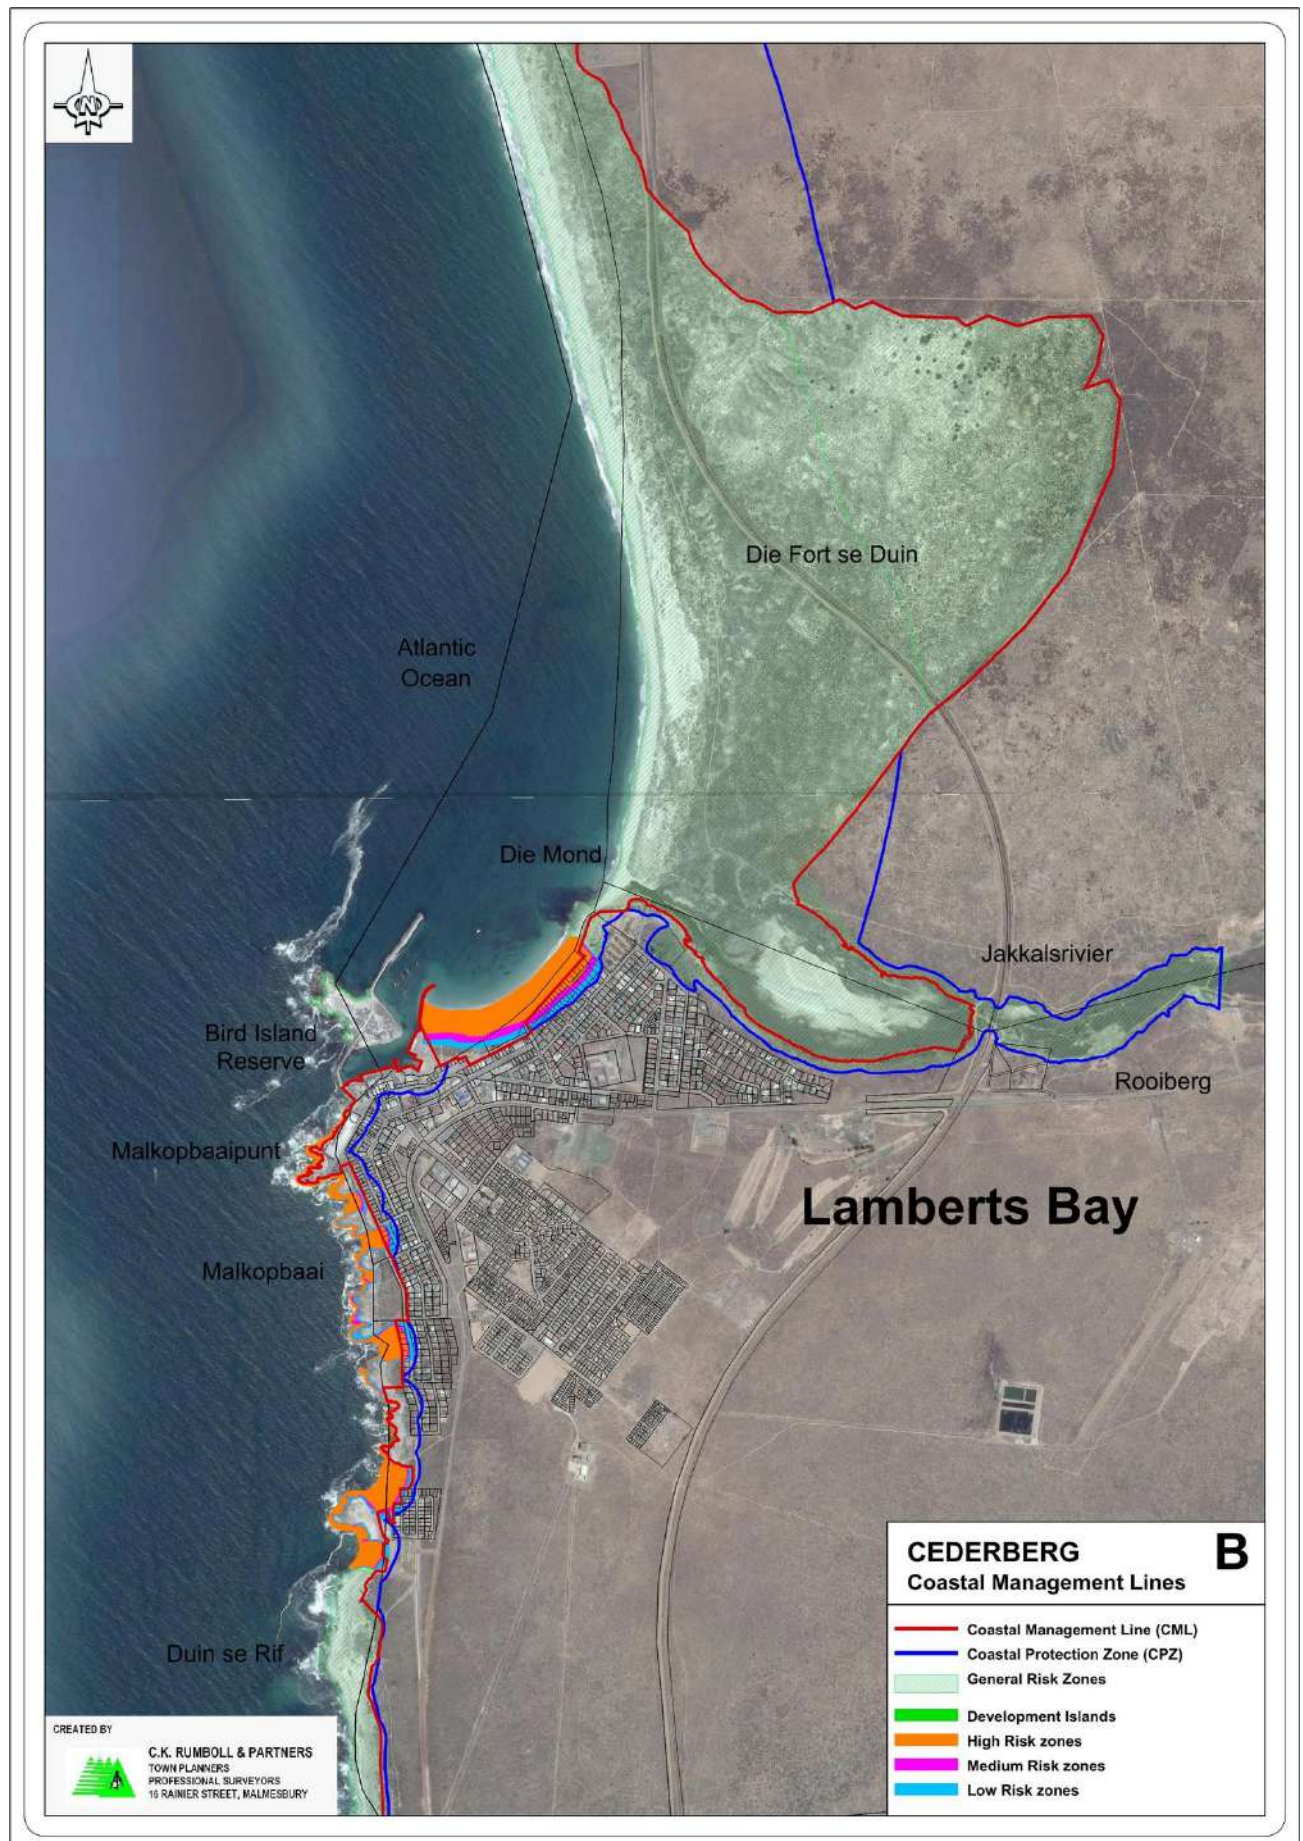 N
Die Fort se Duin
Atlantic
Ocean
Die Mond
Jakkalsrivier
Bird Island
Reserve
Rooiberg
Malkopbaaipunt
Lamberts Bay
Malkopbaai
Duin se Rif
CEDERBERG
B
Coastal Management Lines
Coastal Management Line (CML)
Coastal Protection Zone (CPZ)
General Risk Zones
Development Islands
High Risk zones
Medium Risk zones
Low Risk zones
CREATED BY
C.K. RUMBOLL & PARTNERS
TOWN PLANNERS
PROFESSIONAL SURVEYORS
16 RAINIER STREET, MALMESBURY